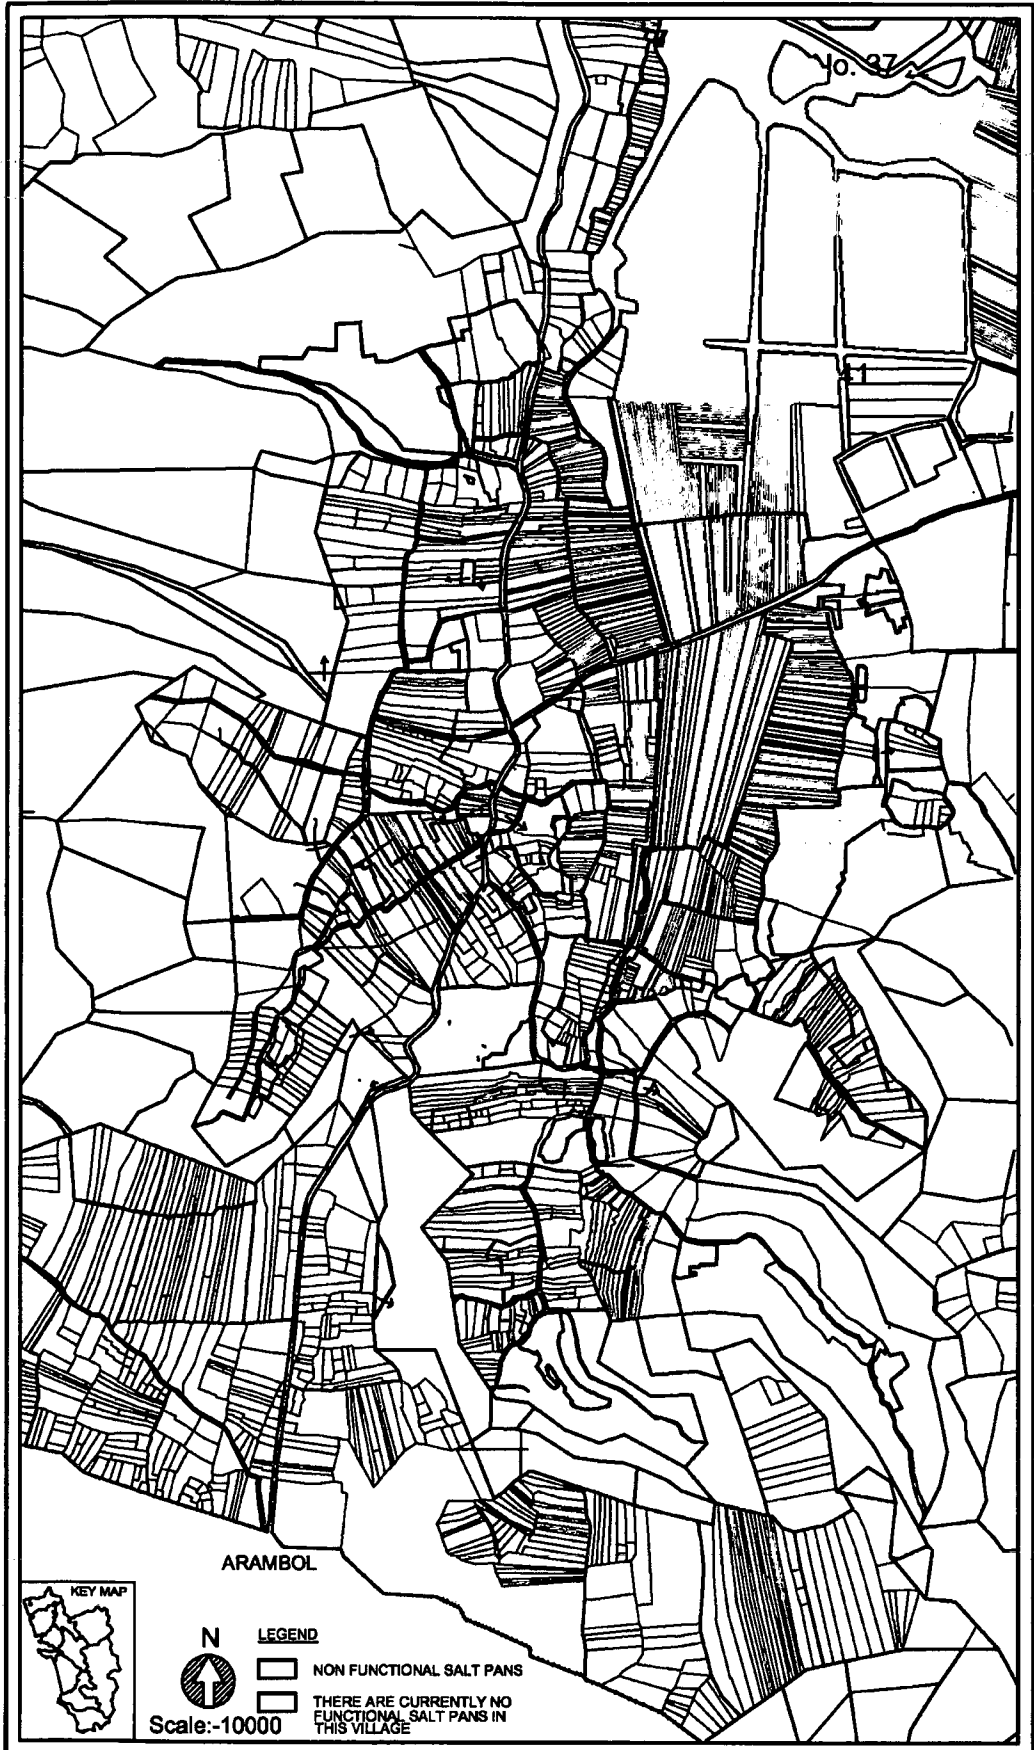 41
ARAMBOL
KEY MAP
N
LEGEND
NON FUNCTIONAL SALT PANS
THERE ARE CURRENTLY NO
FUNCTIONAL SALT PANS IN
THIS VILLAGE
Scale:-10000